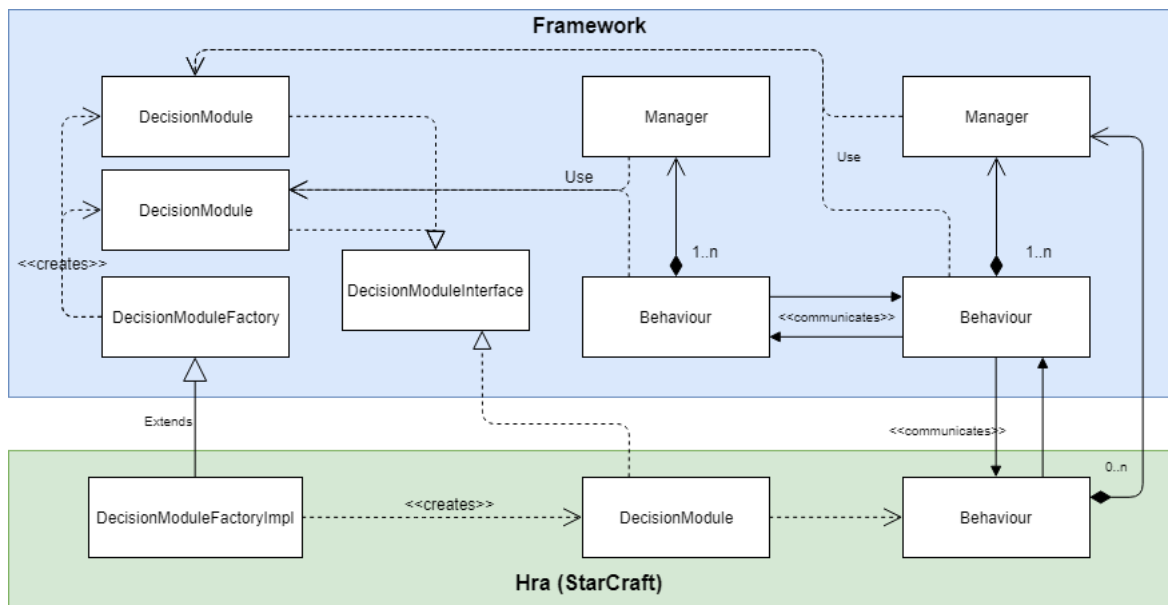 Framework
DecisionModule
Manager
Manager
Use
DecisionModule
Use
<<creates>>
1..n
1..n
DecisionModuleInterface
DecisionModuleFactory
Behaviour
<<communicates>>
Behaviour
Extends
<<communicates>>
0..n
DecisionModuleFactoryImpl
<<creates>>
DecisionModule
Behaviour
Hra (StarCraft)